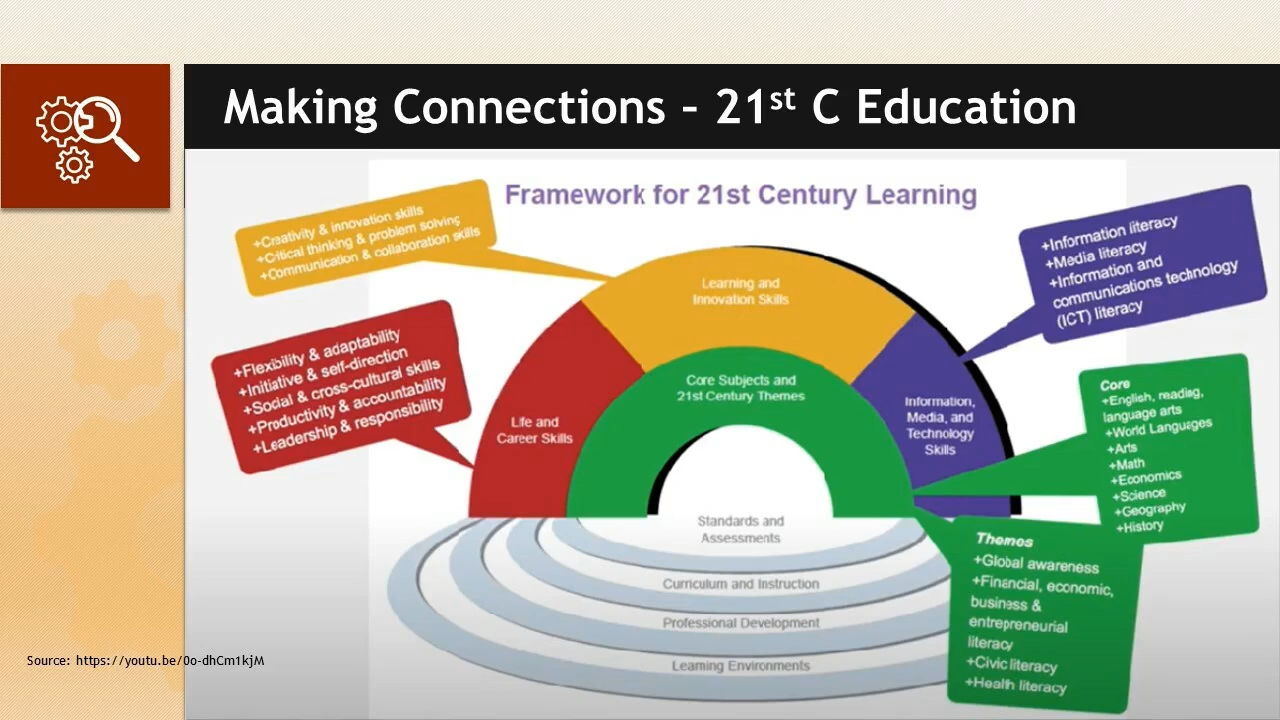 Making Connections – 21st C Education
Framework for 21st Century Learning
+Creativity & innovation skills
+Critical thinking & problem solving
+Communication & collaboration skills
+Flexibility & adaptability
+Initiative & self-direction
+Social & cross-cultural skills
+Productivity & accountability
+Leadership & responsibility
Learning and
Innovation Skills
Core Subjects and
21st Century Themes
Life and
Career Skills
Information,
Media, and
Technology
Skills
+Information literacy
+Media literacy
+Information and
communications technology
(ICT) literacy
Core
+English, reading,
language arts
+World Languages
+Arts
+Math
+Economics
+Science
+Geography
+History
Themes
+Global awareness
+Financial, economic,
business &
entrepreneurial
literacy
+Civic literacy
+Health literacy
Standards and
Assessments
Curriculum and Instruction
Professional Development
Learning Environments
Source: https://youtu.be/0o-dhCm1kjM